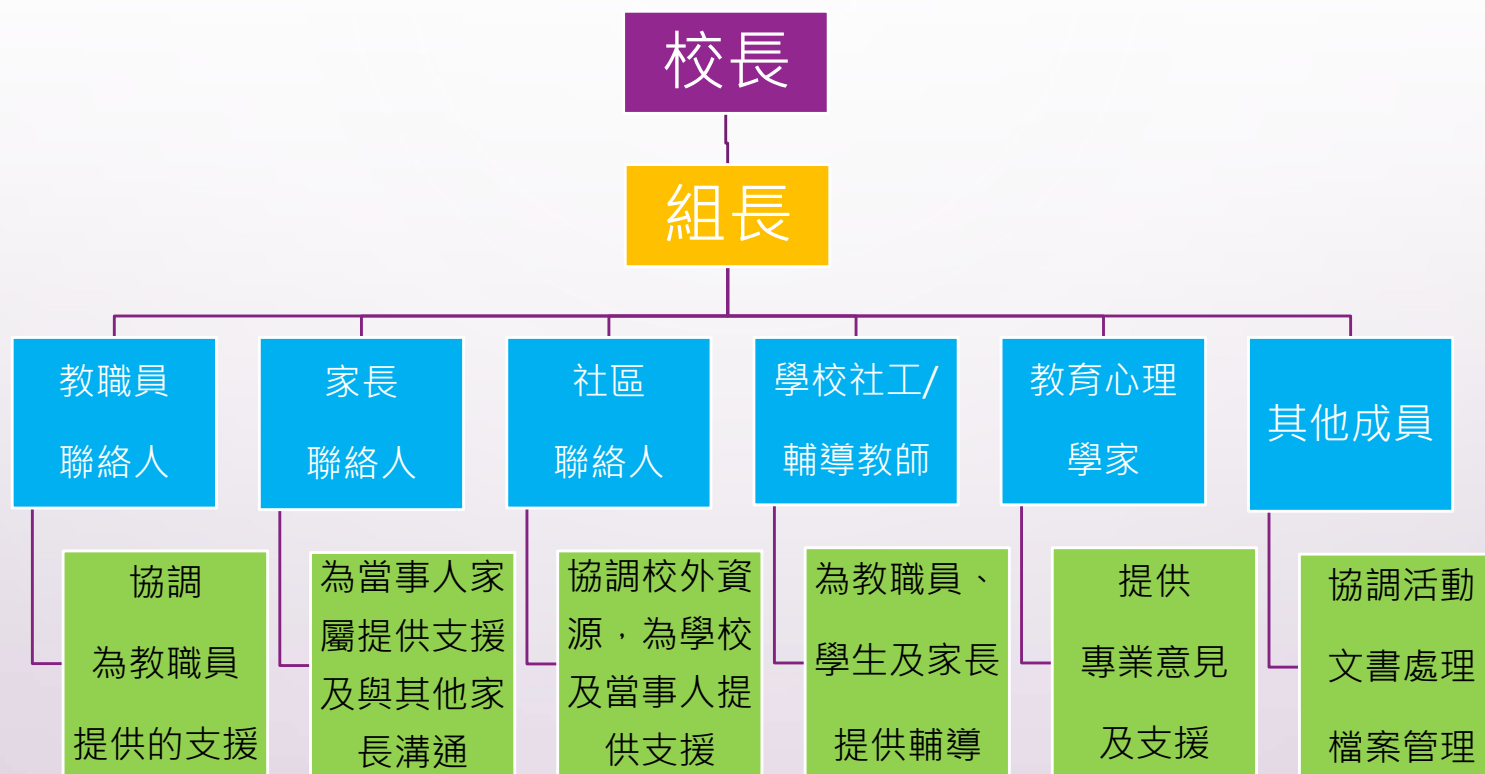 校長
組長
教職員
聯絡人
家長
聯絡人
社區
聯絡人
學校社工/
輔導教師
教育心理
學家
其他成員
協調
為教職員
提供的支援
為當事人家
屬提供支援
及與其他家
長溝通
協調校外資
源，為學校
及當事人提
供支援
為教職員、
學生及家長
提供輔導
提供
專業意見
及支援
協調活動
文書處理
檔案管理